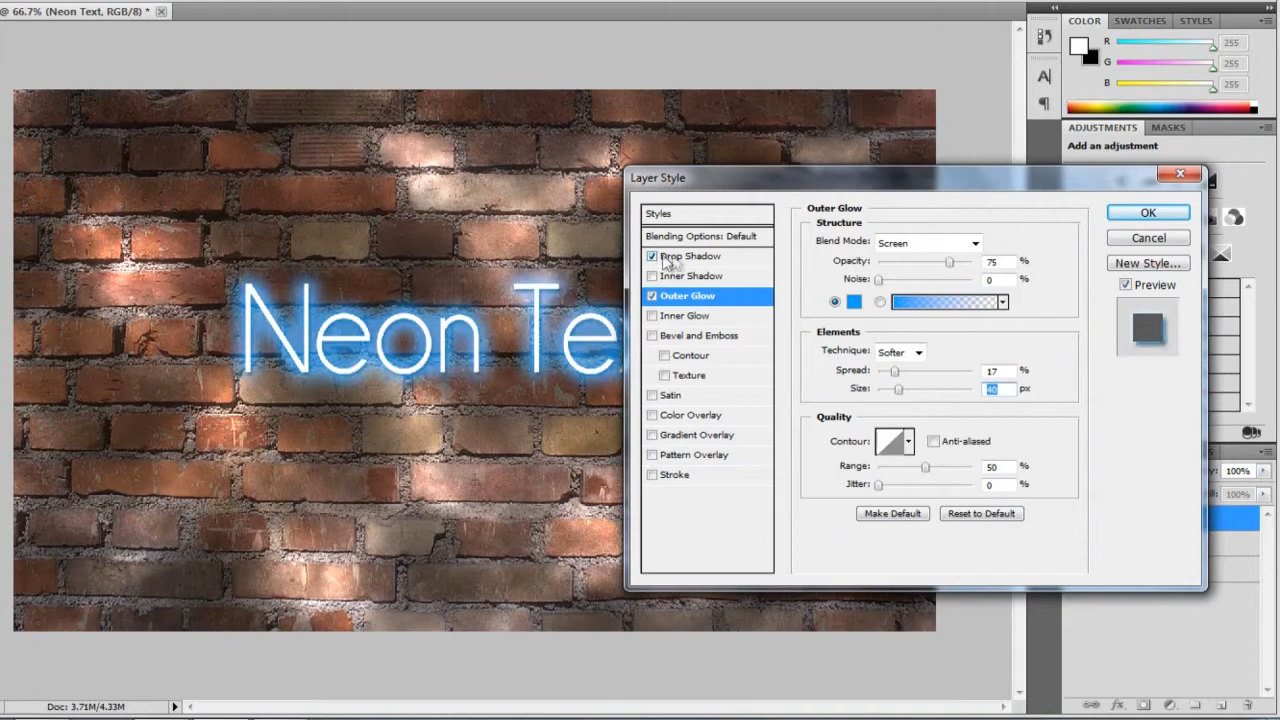 @ 66.7% (Neon Text, RGB/8) *
COLOR SWATCHES STYLES
R 255
G 255
B 255
ADJUSTMENTS MASKS
Add an adjustment
Neon Te
Layer Style
Styles
Blending Options: Default
Drop Shadow
Inner Shadow
Outer Glow
Inner Glow
Bevel and Emboss
Contour
Texture
Satin
Color Overlay
Gradient Overlay
Pattern Overlay
Stroke
Outer Glow
Structure
Blend Mode: Screen
Opacity: 75 %
Noise: 0 %
Elements
Technique: Softer
Spread: 17 %
Size: 40 px
Quality
Contour: Anti-aliased
Range: 50 %
Jitter: 0 %
Make Default Reset to Default
OK
Cancel
New Style...
Preview
100%
100%
Doc: 3.71M/4.33M